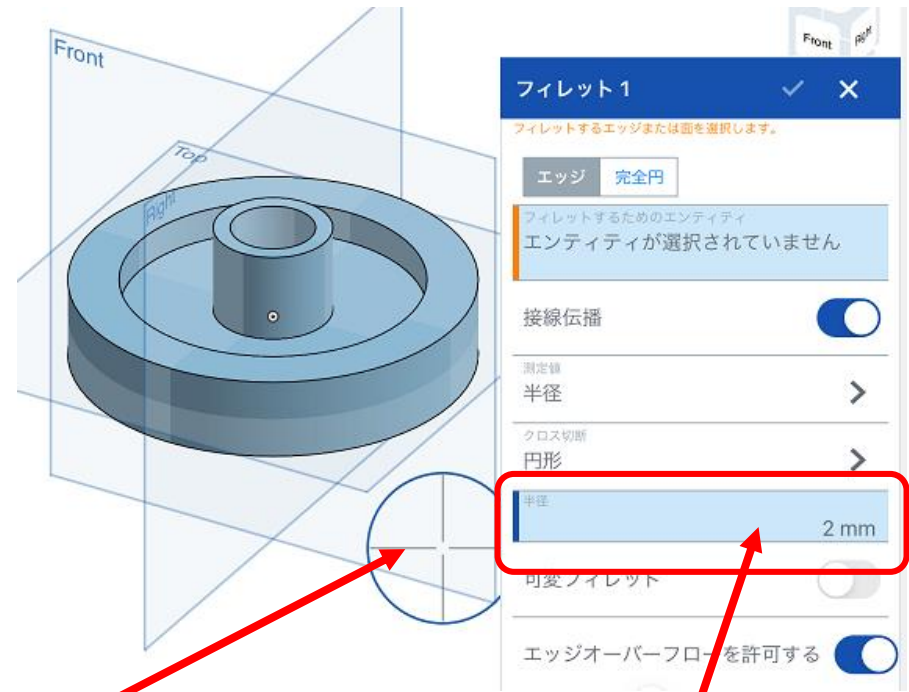 Front
Top
Right
Front
Right
フィレット 1
フィレットするエッジまたは面を選択します。
エッジ
完全円
フィレットするためのエンティティ
エンティティが選択されていません
接線伝播
測定値
半径
クロス切断
円形
半径
2 mm
可変フィレット
エッジオーバーフローを許可する